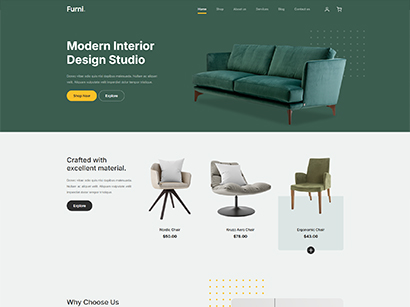 Furni.
Home Shop About us Services Blog Contact us
Modern Interior
Design Studio
Donec vitae odio quis nisl dapibus malesuada. Nullam ac
aliquet velit. Aliquam vulputate velit imperdiet dolor tempor tristique.
Shop Now Explore
Crafted with
excellent material.
Donec vitae odio quis nisl dapibus malesuada. Nullam
ac aliquet velit. Aliquam vulputate velit
imperdiet dolor tempor tristique.
Explore
Nordic Chair
$50.00
Kruzo Aero Chair
$78.00
Ergonomic Chair
$43.00
Why Choose Us